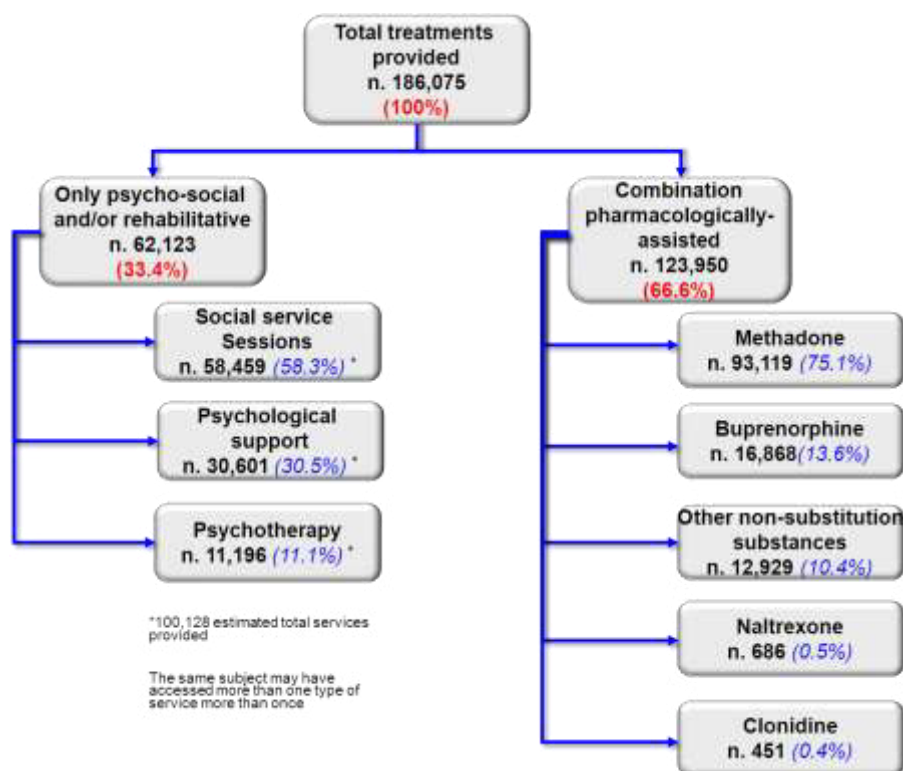 Total treatments
provided
n. 186,075
(100%)
Only psycho-social
and/or rehabilitative
n. 62,123
(33.4%)
Social service
Sessions
n. 58,459 (58.3%) *
Psychological
support
n. 30,601 (30.5%) *
Psychotherapy
n. 11,196 (11.1%) *
*100,128 estimated total services
provided
The same subject may have
accessed more than one type of
service more than once
Combination
pharmacologically-
assisted
n. 123,950
(66.6%)
Methadone
n. 93,119 (75.1%)
Buprenorphine
n. 16,868(13.6%)
Other non-substitution
substances
n. 12,929 (10.4%)
Naltrexone
n. 686 (0.5%)
Clonidine
n. 451 (0.4%)